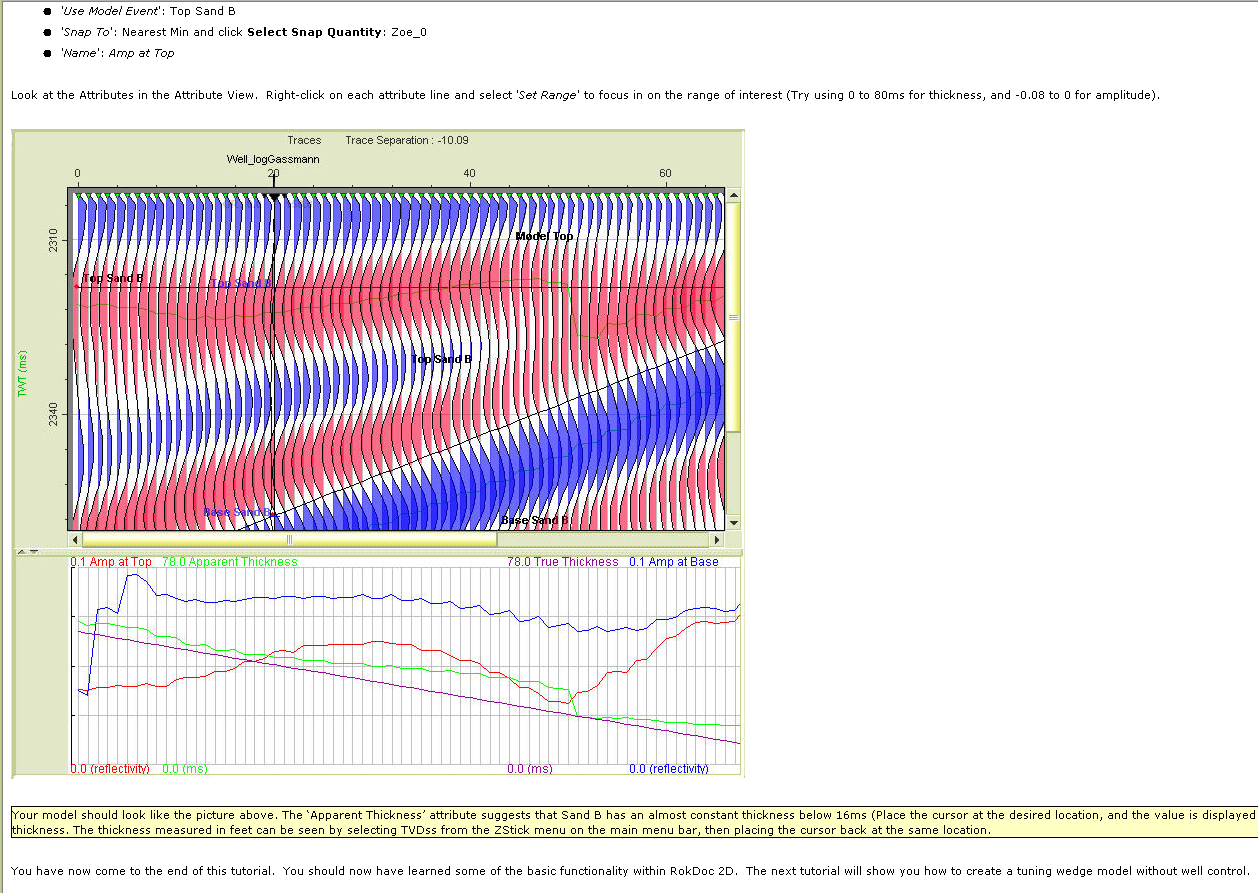 ● 'Use Model Event': Top Sand B
● 'Snap To': Nearest Min and click Select Snap Quantity: Zoe_0
● 'Name': Amp at Top
Look at the Attributes in the Attribute View. Right-click on each attribute line and select 'Set Range' to focus in on the range of interest (Try using 0 to 80ms for thickness, and -0.08 to 0 for amplitude).
Traces Trace Separation : -10.09
Well_logGassmann
0 20 40 60
2310
Model Top
Top Sand B
Top Sand B
Top Sand B
TWT (ms)
2340
Base Sand B
Base Sand B
0.1 Amp at Top 78.0 Apparent Thickness 78.0 True Thickness 0.1 Amp at Base
0.0 (reflectivity) 0.0 (ms) 0.0 (ms) 0.0 (reflectivity)
Your model should look like the picture above. The 'Apparent Thickness' attribute suggests that Sand B has an almost constant thickness below 16ms (Place the cursor at the desired location, and the value is displayed
thickness. The thickness measured in feet can be seen by selecting TVDss from the ZStick menu on the main menu bar, then placing the cursor back at the same location.
You have now come to the end of this tutorial. You should now have learned some of the basic functionality within RokDoc 2D. The next tutorial will show you how to create a tuning wedge model without well control.